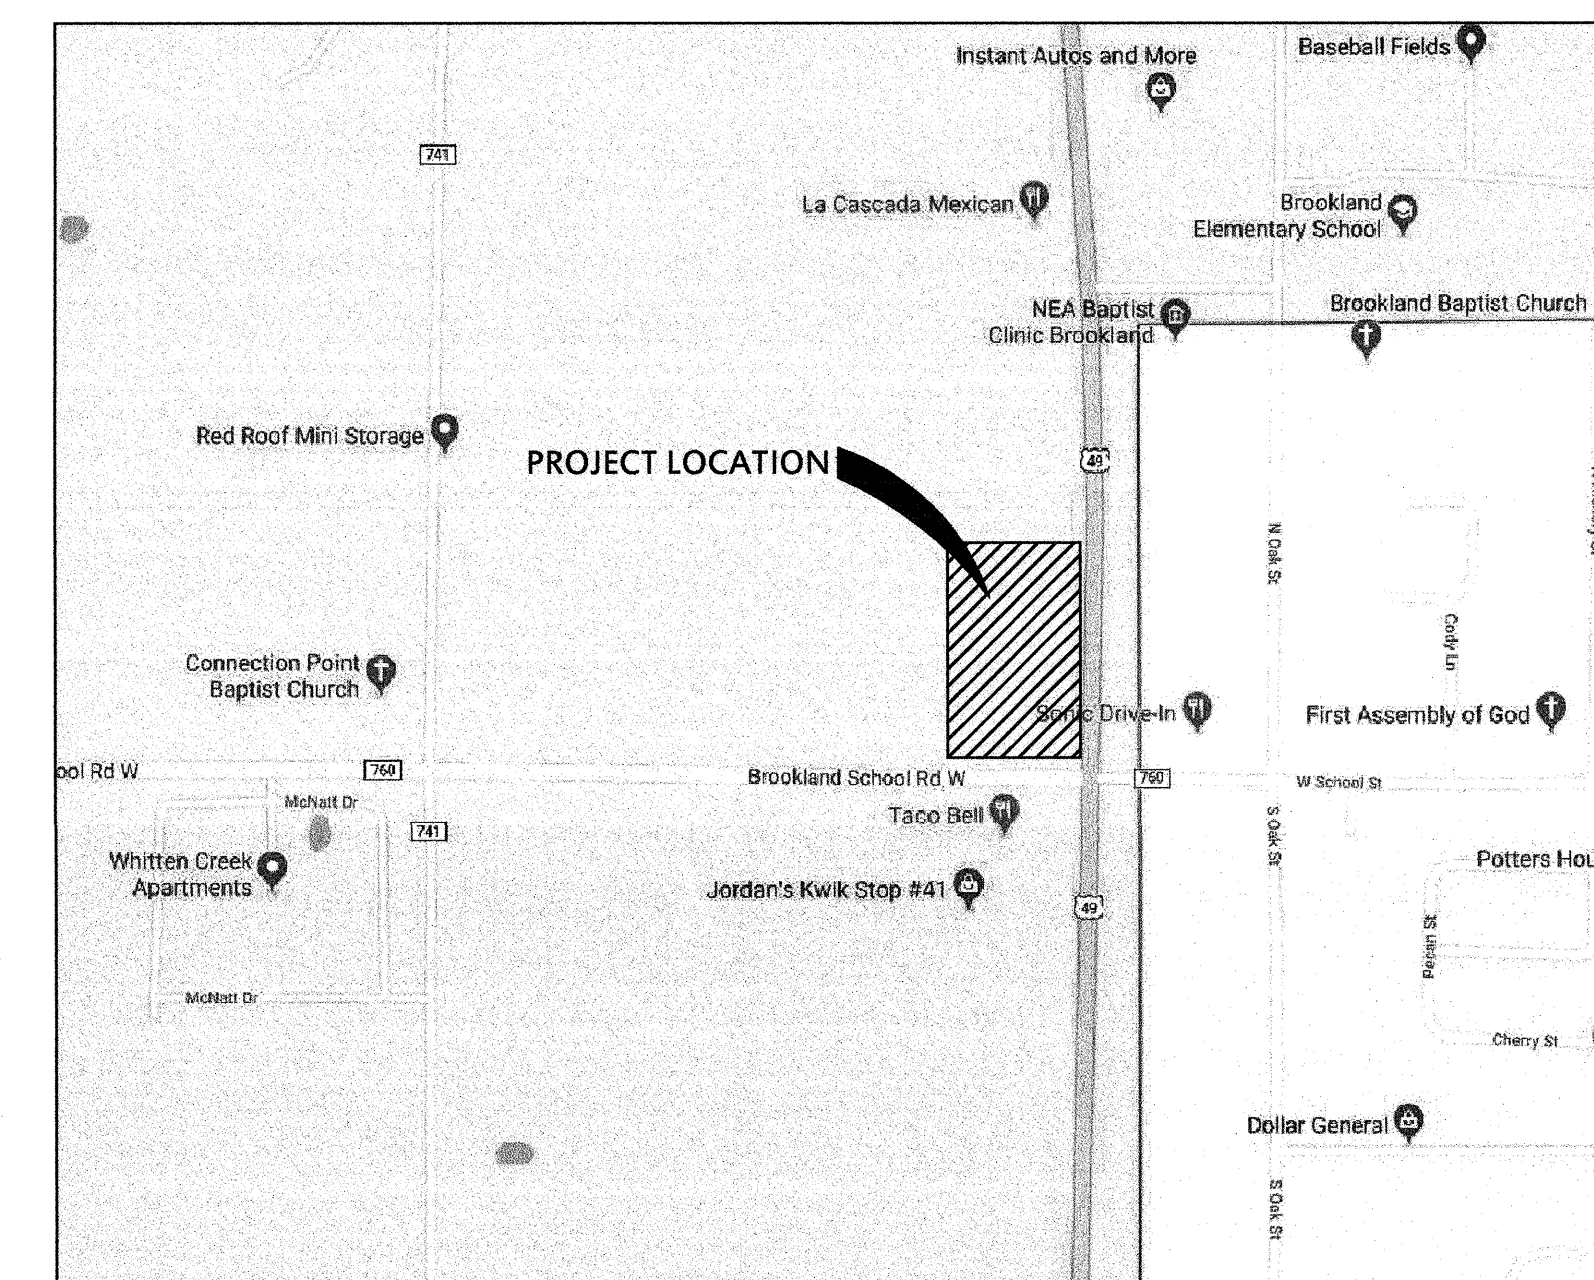 Instant Autos and More
Baseball Fields
741
La Cascada Mexican
Brookland
Elementary School
NEA Baptist
Clinic Brookland
Brookland Baptist Church
Red Roof Mini Storage
PROJECT LOCATION
49
N Oak St
Cody Ln
Connection Point
Baptist Church
Sonic Drive-In
First Assembly of God
ool Rd W
760
Brookland School Rd W
760
W School St
McNatt Dr
Taco Bell
741
S Oak St
Whitten Creek
Apartments
Jordan's Kwik Stop #41
Potters Hou
49
McNatt Dr
Cherry St
Dollar General
S Oak St